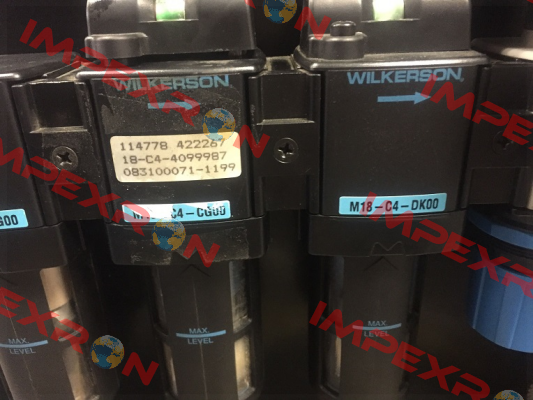 WILKERSON
WILKERSON
114778 422267
18-C4-4099987
083100071-1199
M18-C4-DK00
C4-CG00
G00
MAX
LEVEL
MAX
LEVEL
IMPEXRON
IMPEXRON
IMPEXRON
IMPEXRON